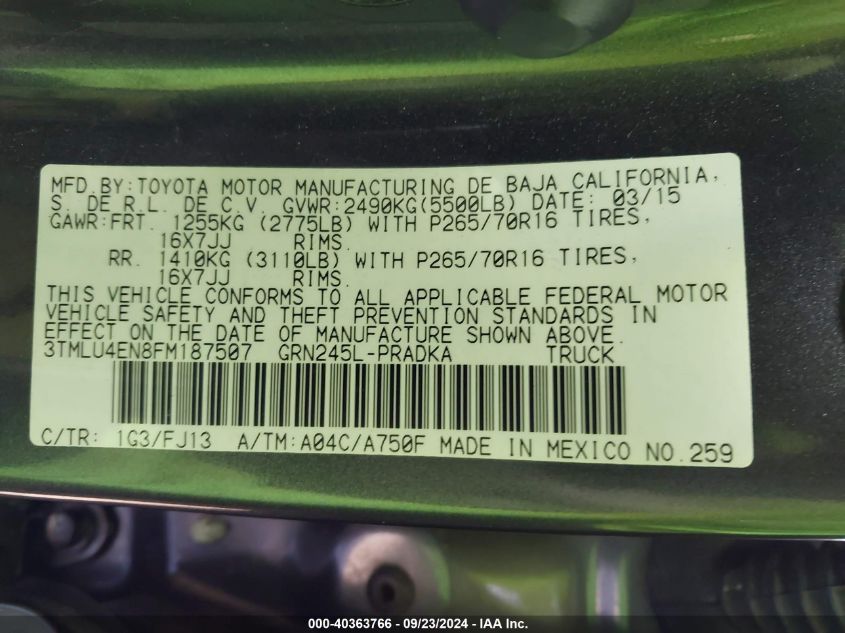 MFD. BY: TOYOTA MOTOR MANUFACTURING DE BAJA CALIFORNIA,
S. DE R.L. DE C.V. GVWR:2490KG(5500LB) DATE: 03/15
GAWR:FRT. 1255KG (2775LB) WITH P265/70R16 TIRES,
16X7JJ RIMS.
RR. 1410KG (3110LB) WITH P265/70R16 TIRES,
16X7JJ RIMS.
THIS VEHICLE CONFORMS TO ALL APPLICABLE FEDERAL MOTOR
VEHICLE SAFETY AND THEFT PREVENTION STANDARDS IN
EFFECT ON THE DATE OF MANUFACTURE SHOWN ABOVE.
3TMLU4EN8FM187507 GRN245L-PRADKA TRUCK
C/TR: 1G3/FJ13 A/TM:A04C/A750F MADE IN MEXICO NO.259
000-40363766 - 09/23/2024 - IAA Inc.